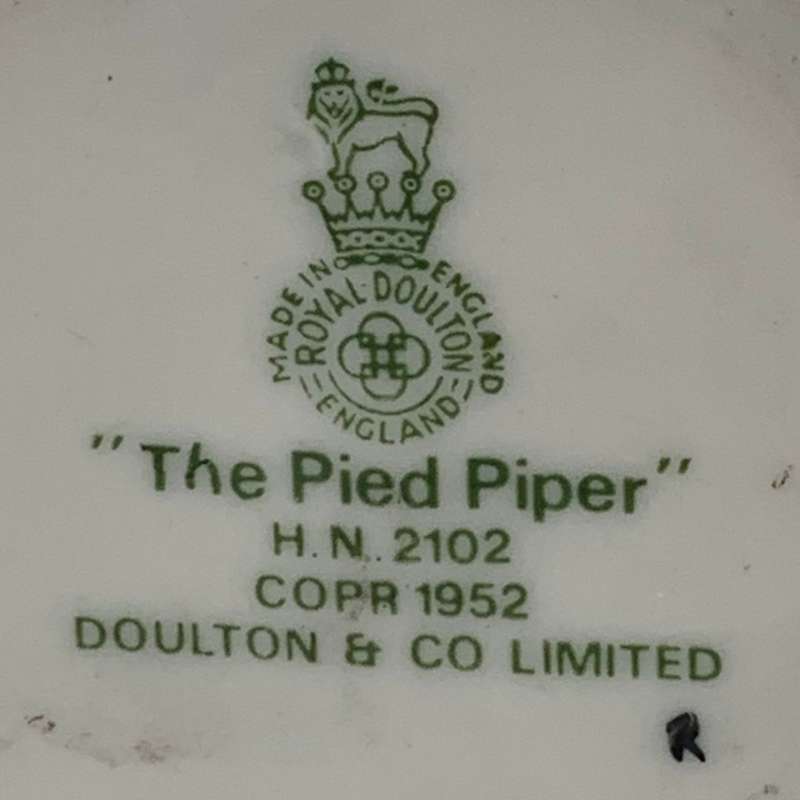 MADE IN ENGLAND
ROYAL·DOULTON
ENGLAND
"The Pied Piper"
H.N..2102
COPR 1952
DOULTON & CO LIMITED
R